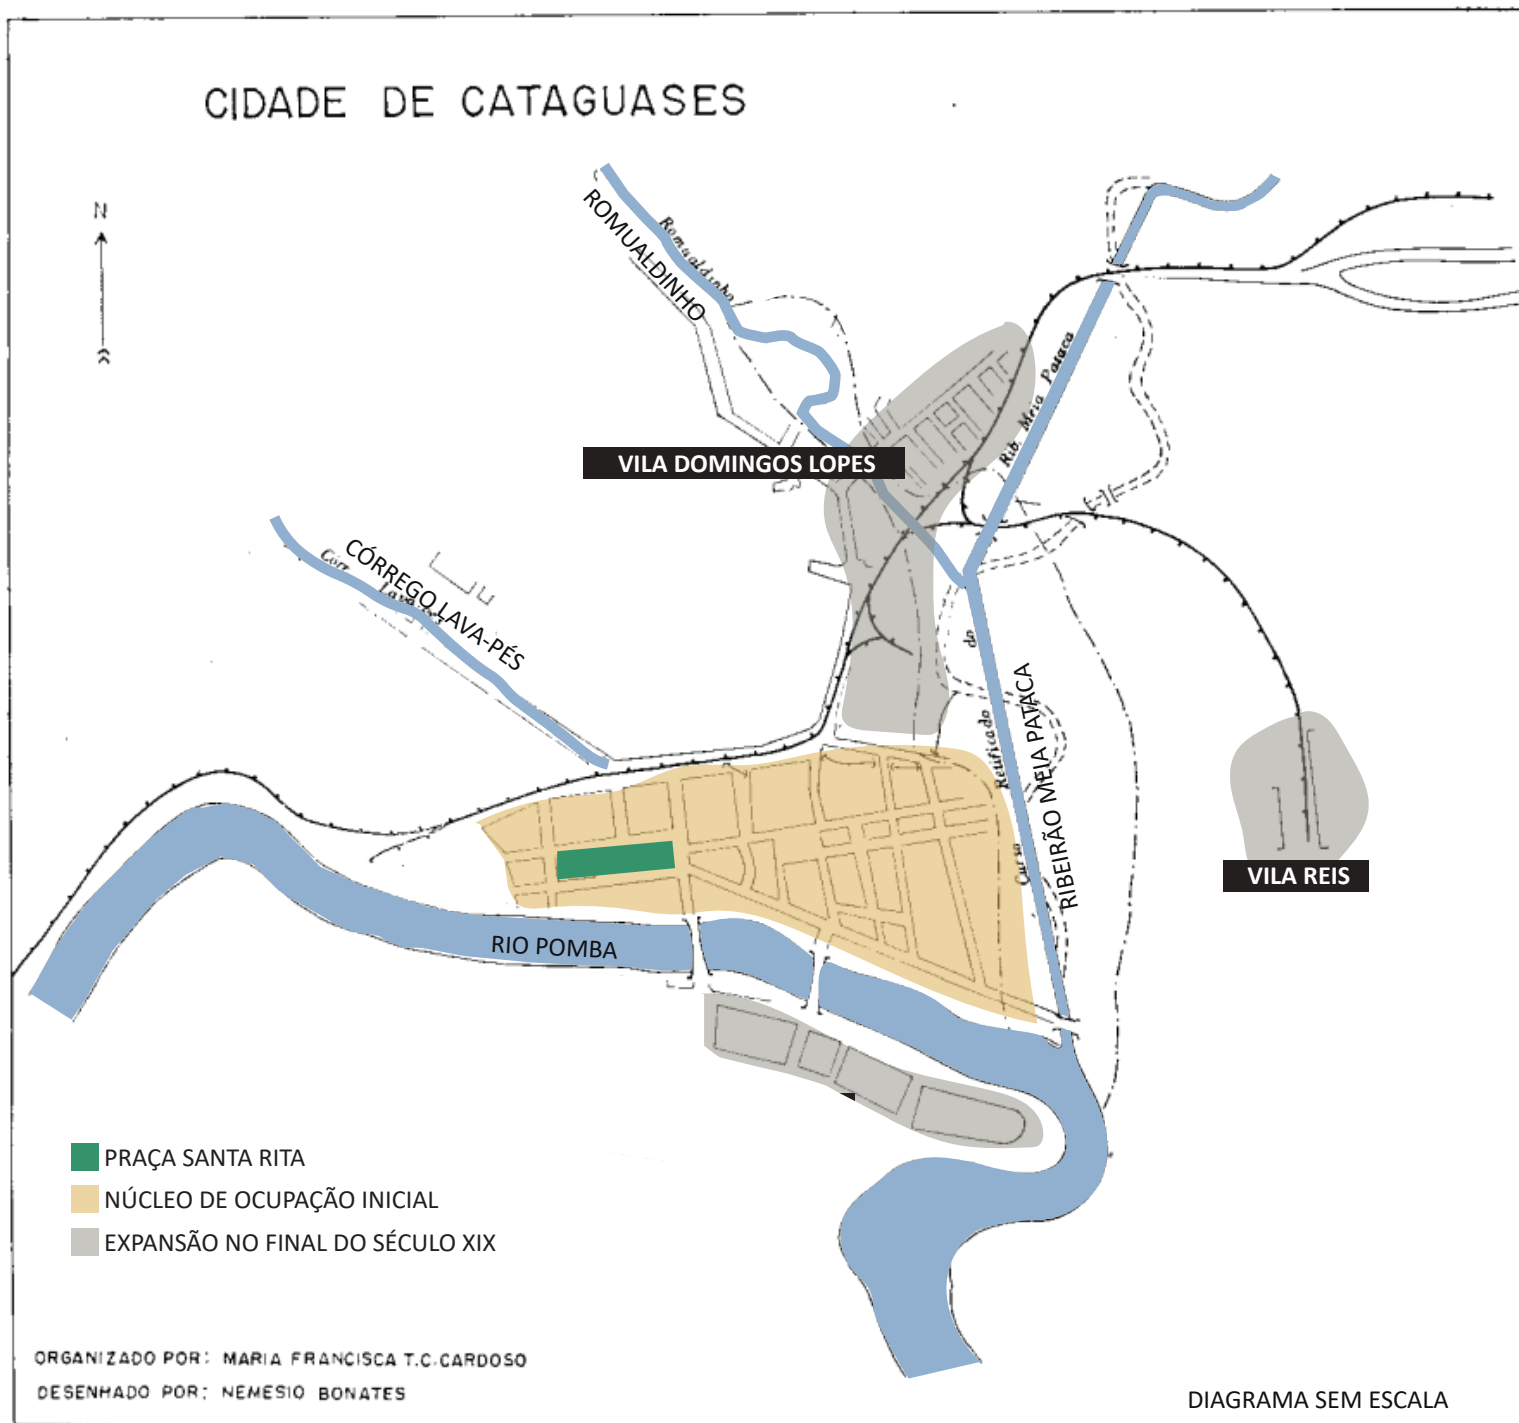 CIDADE DE CATAGUASES
N
ROMUALDINHO
Romualdinho
Rib. Meia Pataca
VILA DOMINGOS LOPES
CÓRREGO LAVA-PÉS
Córr. Lava
RIBEIRÃO MEIA PATACA
Curso Retificado do
VILA REIS
RIO POMBA
PRAÇA SANTA RITA
NÚCLEO DE OCUPAÇÃO INICIAL
EXPANSÃO NO FINAL DO SÉCULO XIX
ORGANIZADO POR: MARIA FRANCISCA T.C.CARDOSO
DESENHADO POR: NEMESIO BONATES
DIAGRAMA SEM ESCALA